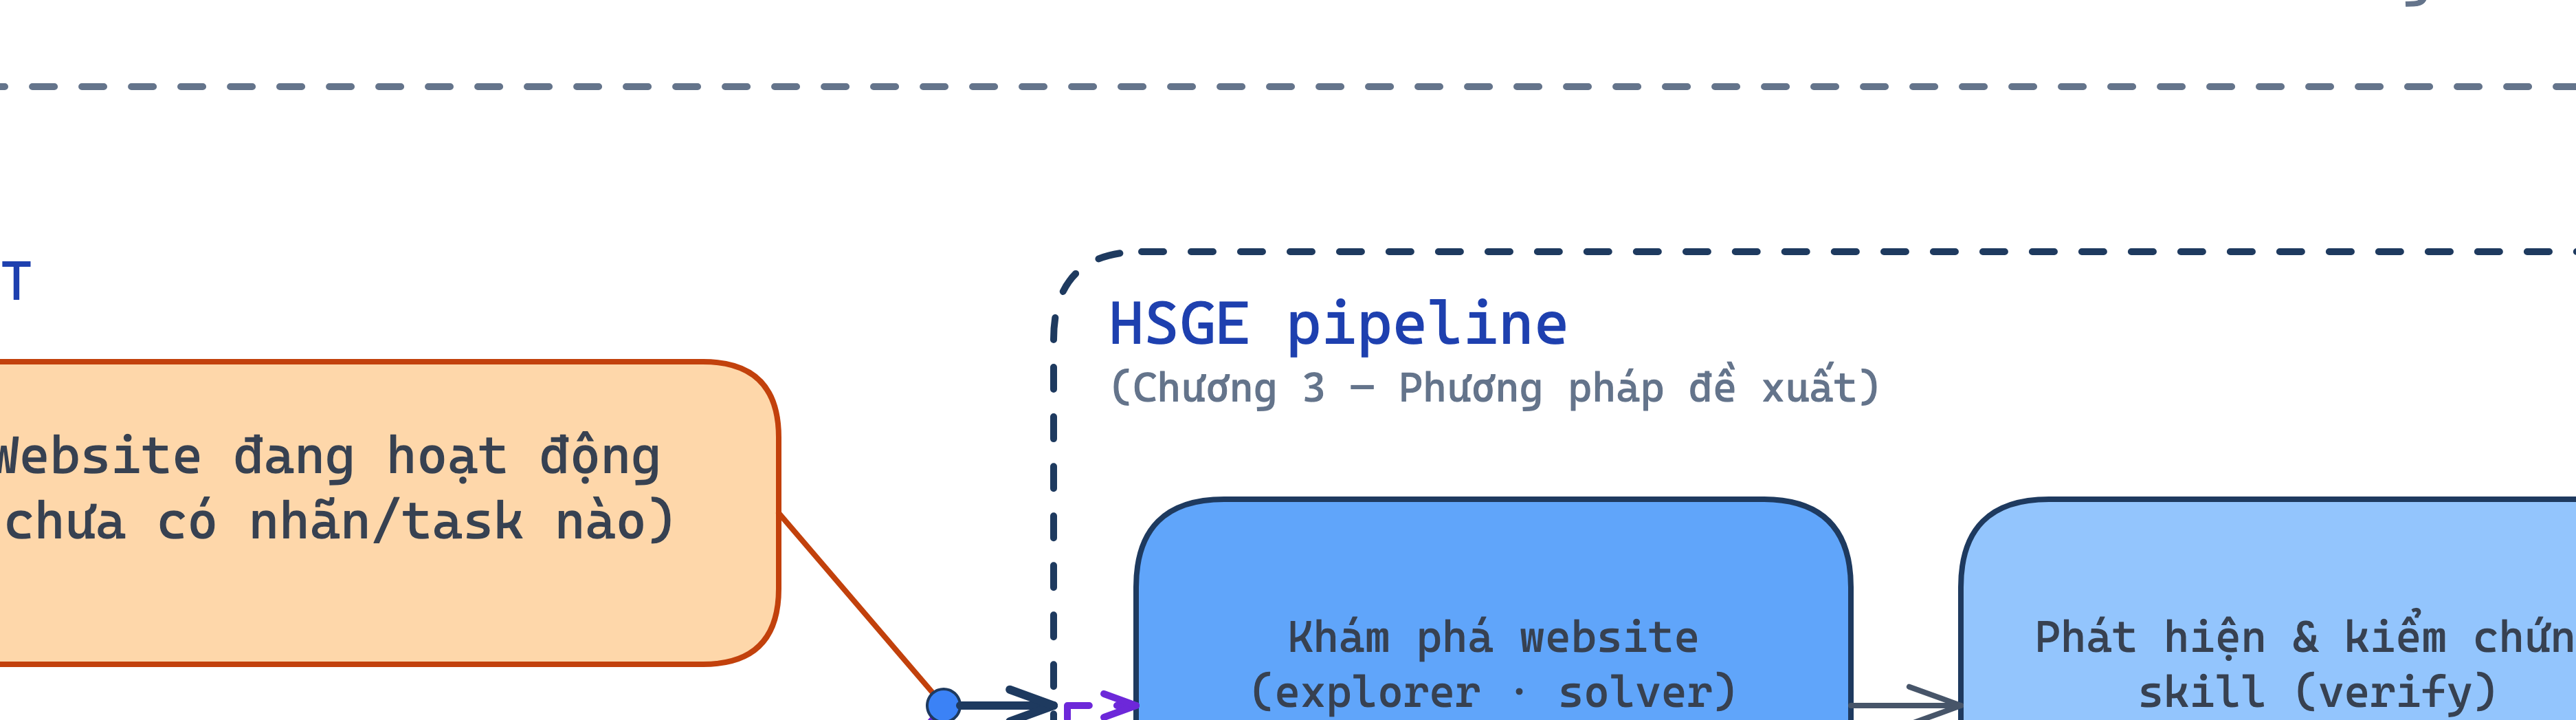 T
HSGE pipeline
(Chương 3 — Phương pháp đề xuất)
Website đang hoạt động
chưa có nhãn/task nào)
Khám phá website
(explorer · solver)
Phát hiện & kiểm
skill (verify)